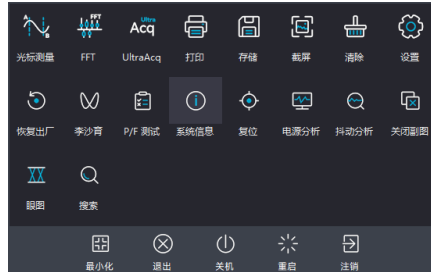 光标测量 FFT UltraAcq 打印 存储 截屏 清除 设置
恢复出厂 李沙育 P/F 测试 系统信息 复位 电源分析 抖动分析 关闭副图
眼图 搜索
最小化 退出 关机 重启 注销